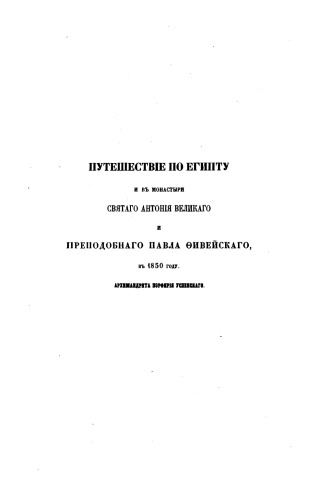 ПУТЕШЕСТВІЕ ПО ЕГИПТУ
И ВЪ МОНАСТЫРИ
СВЯТАГО АНТОНІЯ ВЕЛИКАГО
И
ПРЕПОДОБНАГО ПАВЛА ѲИВЕЙСКАГО,
въ 1850 году.
АРХИМАНДРИТА ПОРФИРІЯ УСПЕНСКАГО.